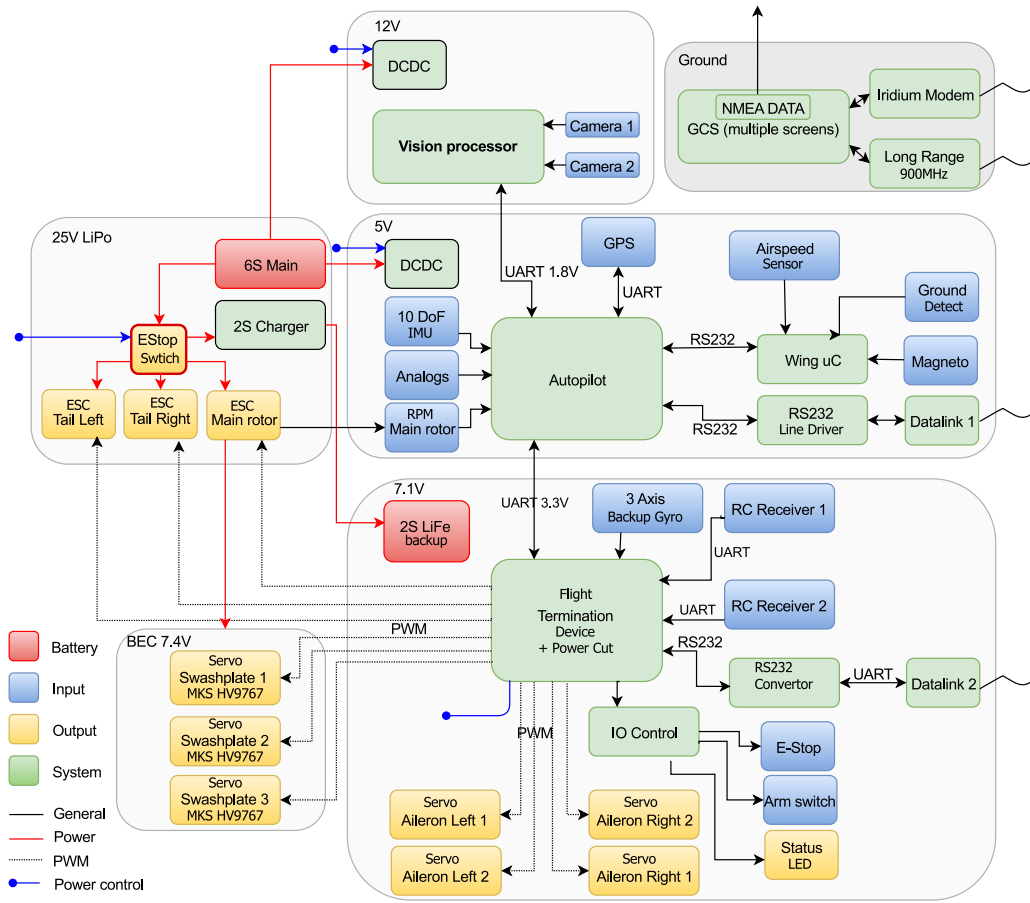 12V
DCDC
Vision processor
Camera 1
Camera 2
Ground
NMEA DATA
GCS (multiple screens)
Iridium Modem
Long Range
900MHz
25V LiPo
6S Main
2S Charger
EStop
Swtich
ESC
Tail Left
ESC
Tail Right
ESC
Main rotor
5V
DCDC
UART 1.8V
GPS
UART
10 DoF
IMU
Analogs
RPM
Main rotor
Autopilot
Airspeed
Sensor
Ground
Detect
RS232
Wing uC
Magneto
RS232
RS232
Line Driver
Datalink 1
7.1V
2S LiFe
backup
UART 3.3V
3 Axis
Backup Gyro
RC Receiver 1
UART
Flight
Termination
Device
+ Power Cut
UART
RC Receiver 2
RS232
RS232
Convertor
UART
Datalink 2
PWM
PWM
IO Control
E-Stop
Arm switch
Status
LED
Servo
Aileron Left 1
Servo
Aileron Left 2
Servo
Aileron Right 2
Servo
Aileron Right 1
BEC 7.4V
Servo
Swashplate 1
MKS HV9767
Servo
Swashplate 2
MKS HV9767
Servo
Swashplate 3
MKS HV9767
Battery
Input
Output
System
General
Power
PWM
Power control